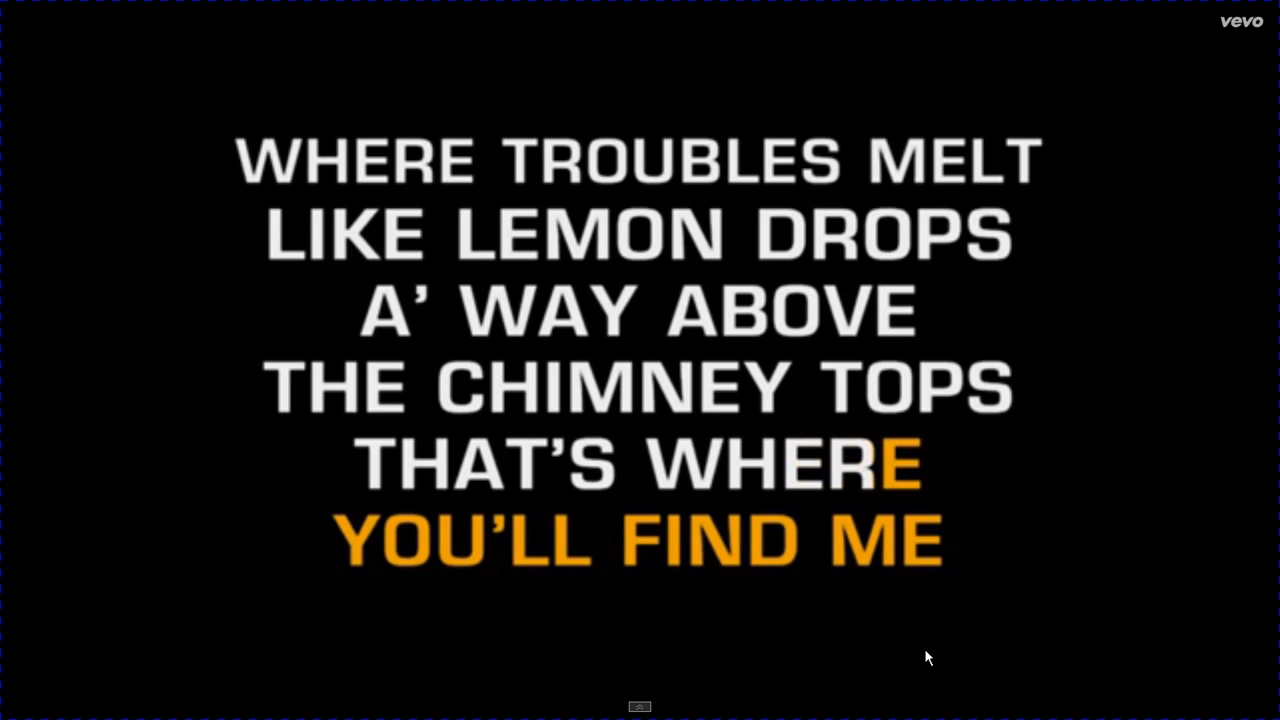 vevo
WHERE TROUBLES MELT
LIKE LEMON DROPS
A' WAY ABOVE
THE CHIMNEY TOPS
THAT'S WHERE
YOU'LL FIND ME